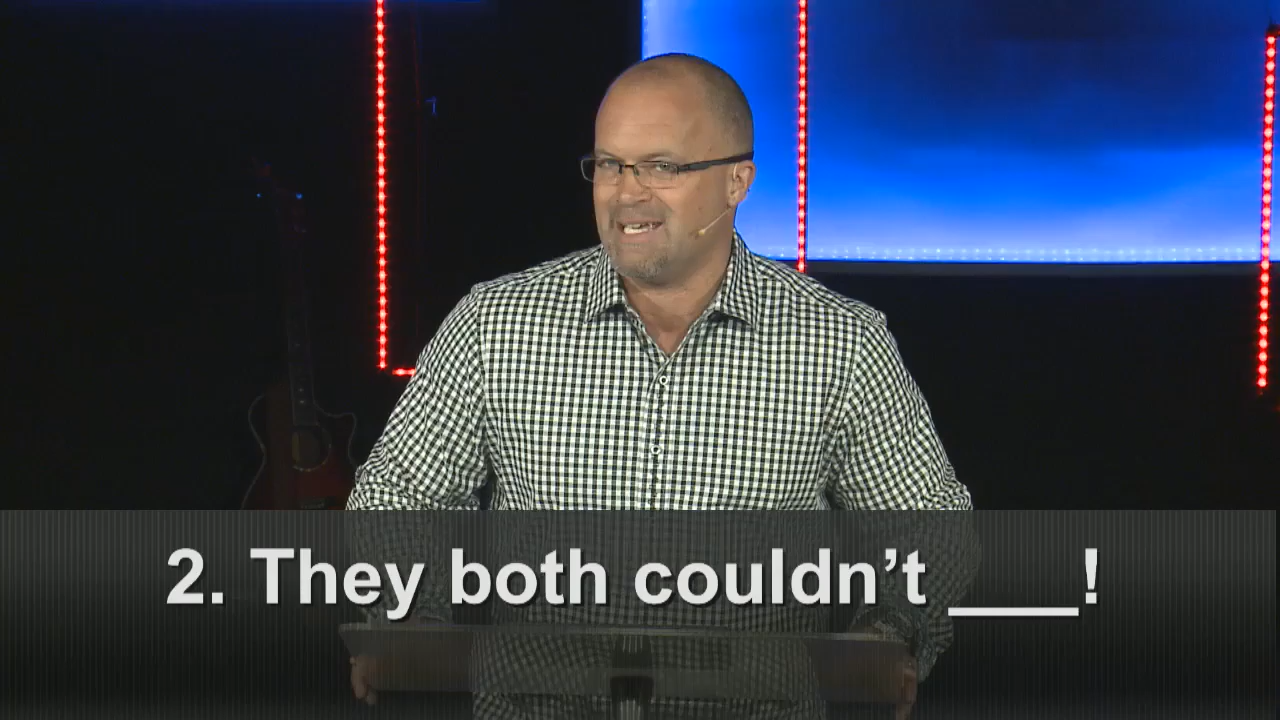 2. They both couldn’t ___!